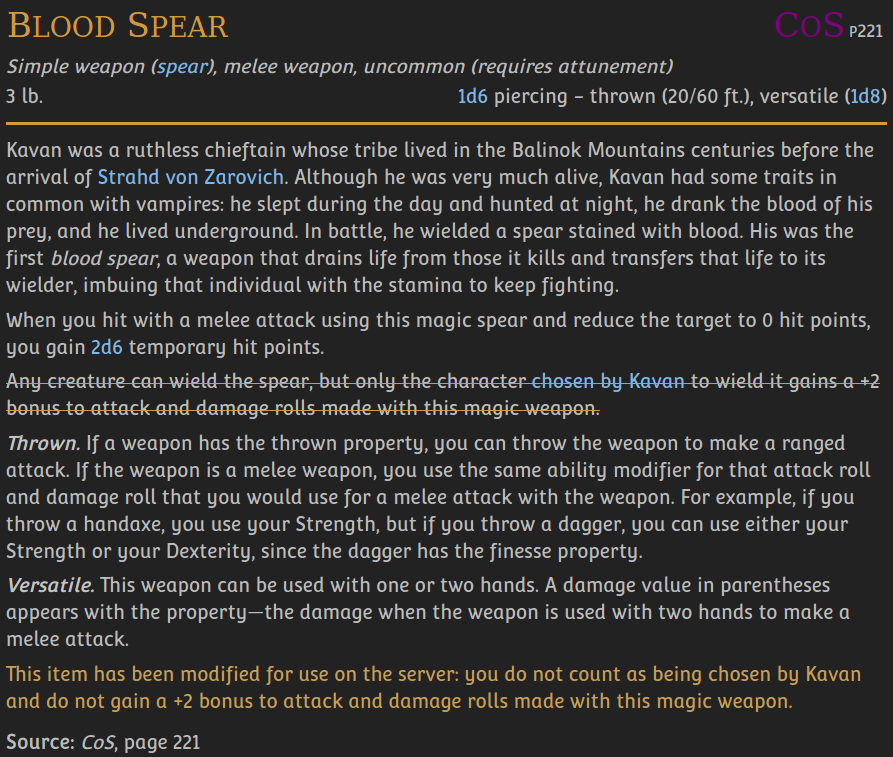 BLOOD SPEAR CoS P221
Simple weapon (spear), melee weapon, uncommon (requires attunement)
3 lb. 1d6 piercing – thrown (20/60 ft.), versatile (1d8)
Kavan was a ruthless chieftain whose tribe lived in the Balinok Mountains centuries before the
arrival of Strahd von Zarovich. Although he was very much alive, Kavan had some traits in
common with vampires: he slept during the day and hunted at night, he drank the blood of his
prey, and he lived underground. In battle, he wielded a spear stained with blood. His was the
first blood spear, a weapon that drains life from those it kills and transfers that life to its
wielder, imbuing that individual with the stamina to keep fighting.
When you hit with a melee attack using this magic spear and reduce the target to 0 hit points,
you gain 2d6 temporary hit points.
Any creature can wield the spear, but only the character chosen by Kavan to wield it gains a +2
bonus to attack and damage rolls made with this magic weapon.
Thrown. If a weapon has the thrown property, you can throw the weapon to make a ranged
attack. If the weapon is a melee weapon, you use the same ability modifier for that attack roll
and damage roll that you would use for a melee attack with the weapon. For example, if you
throw a handaxe, you use your Strength, but if you throw a dagger, you can use either your
Strength or your Dexterity, since the dagger has the finesse property.
Versatile. This weapon can be used with one or two hands. A damage value in parentheses
appears with the property—the damage when the weapon is used with two hands to make a
melee attack.
This item has been modified for use on the server: you do not count as being chosen by Kavan
and do not gain a +2 bonus to attack and damage rolls made with this magic weapon.
Source: CoS, page 221